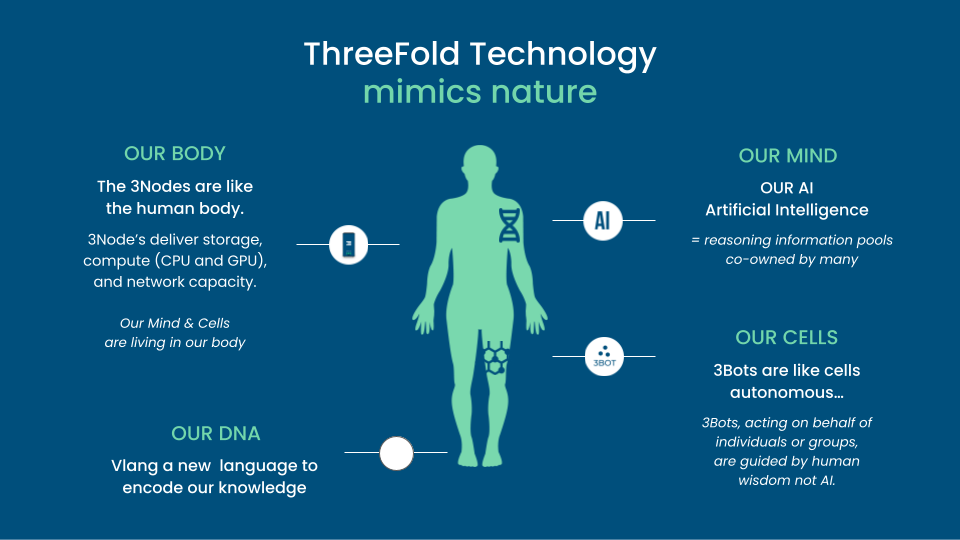 ThreeFold Technology
mimics nature
OUR BODY
The 3Nodes are like
the human body.
3Node’s deliver storage,
compute (CPU and GPU),
and network capacity.
Our Mind & Cells
are living in our body
OUR DNA
Vlang a new language to
encode our knowledge
AI
OUR MIND
OUR AI
Artificial Intelligence
= reasoning information pools
co-owned by many
3BOT
OUR CELLS
3Bots are like cells
autonomous…
3Bots, acting on behalf of
individuals or groups,
are guided by human
wisdom not AI.